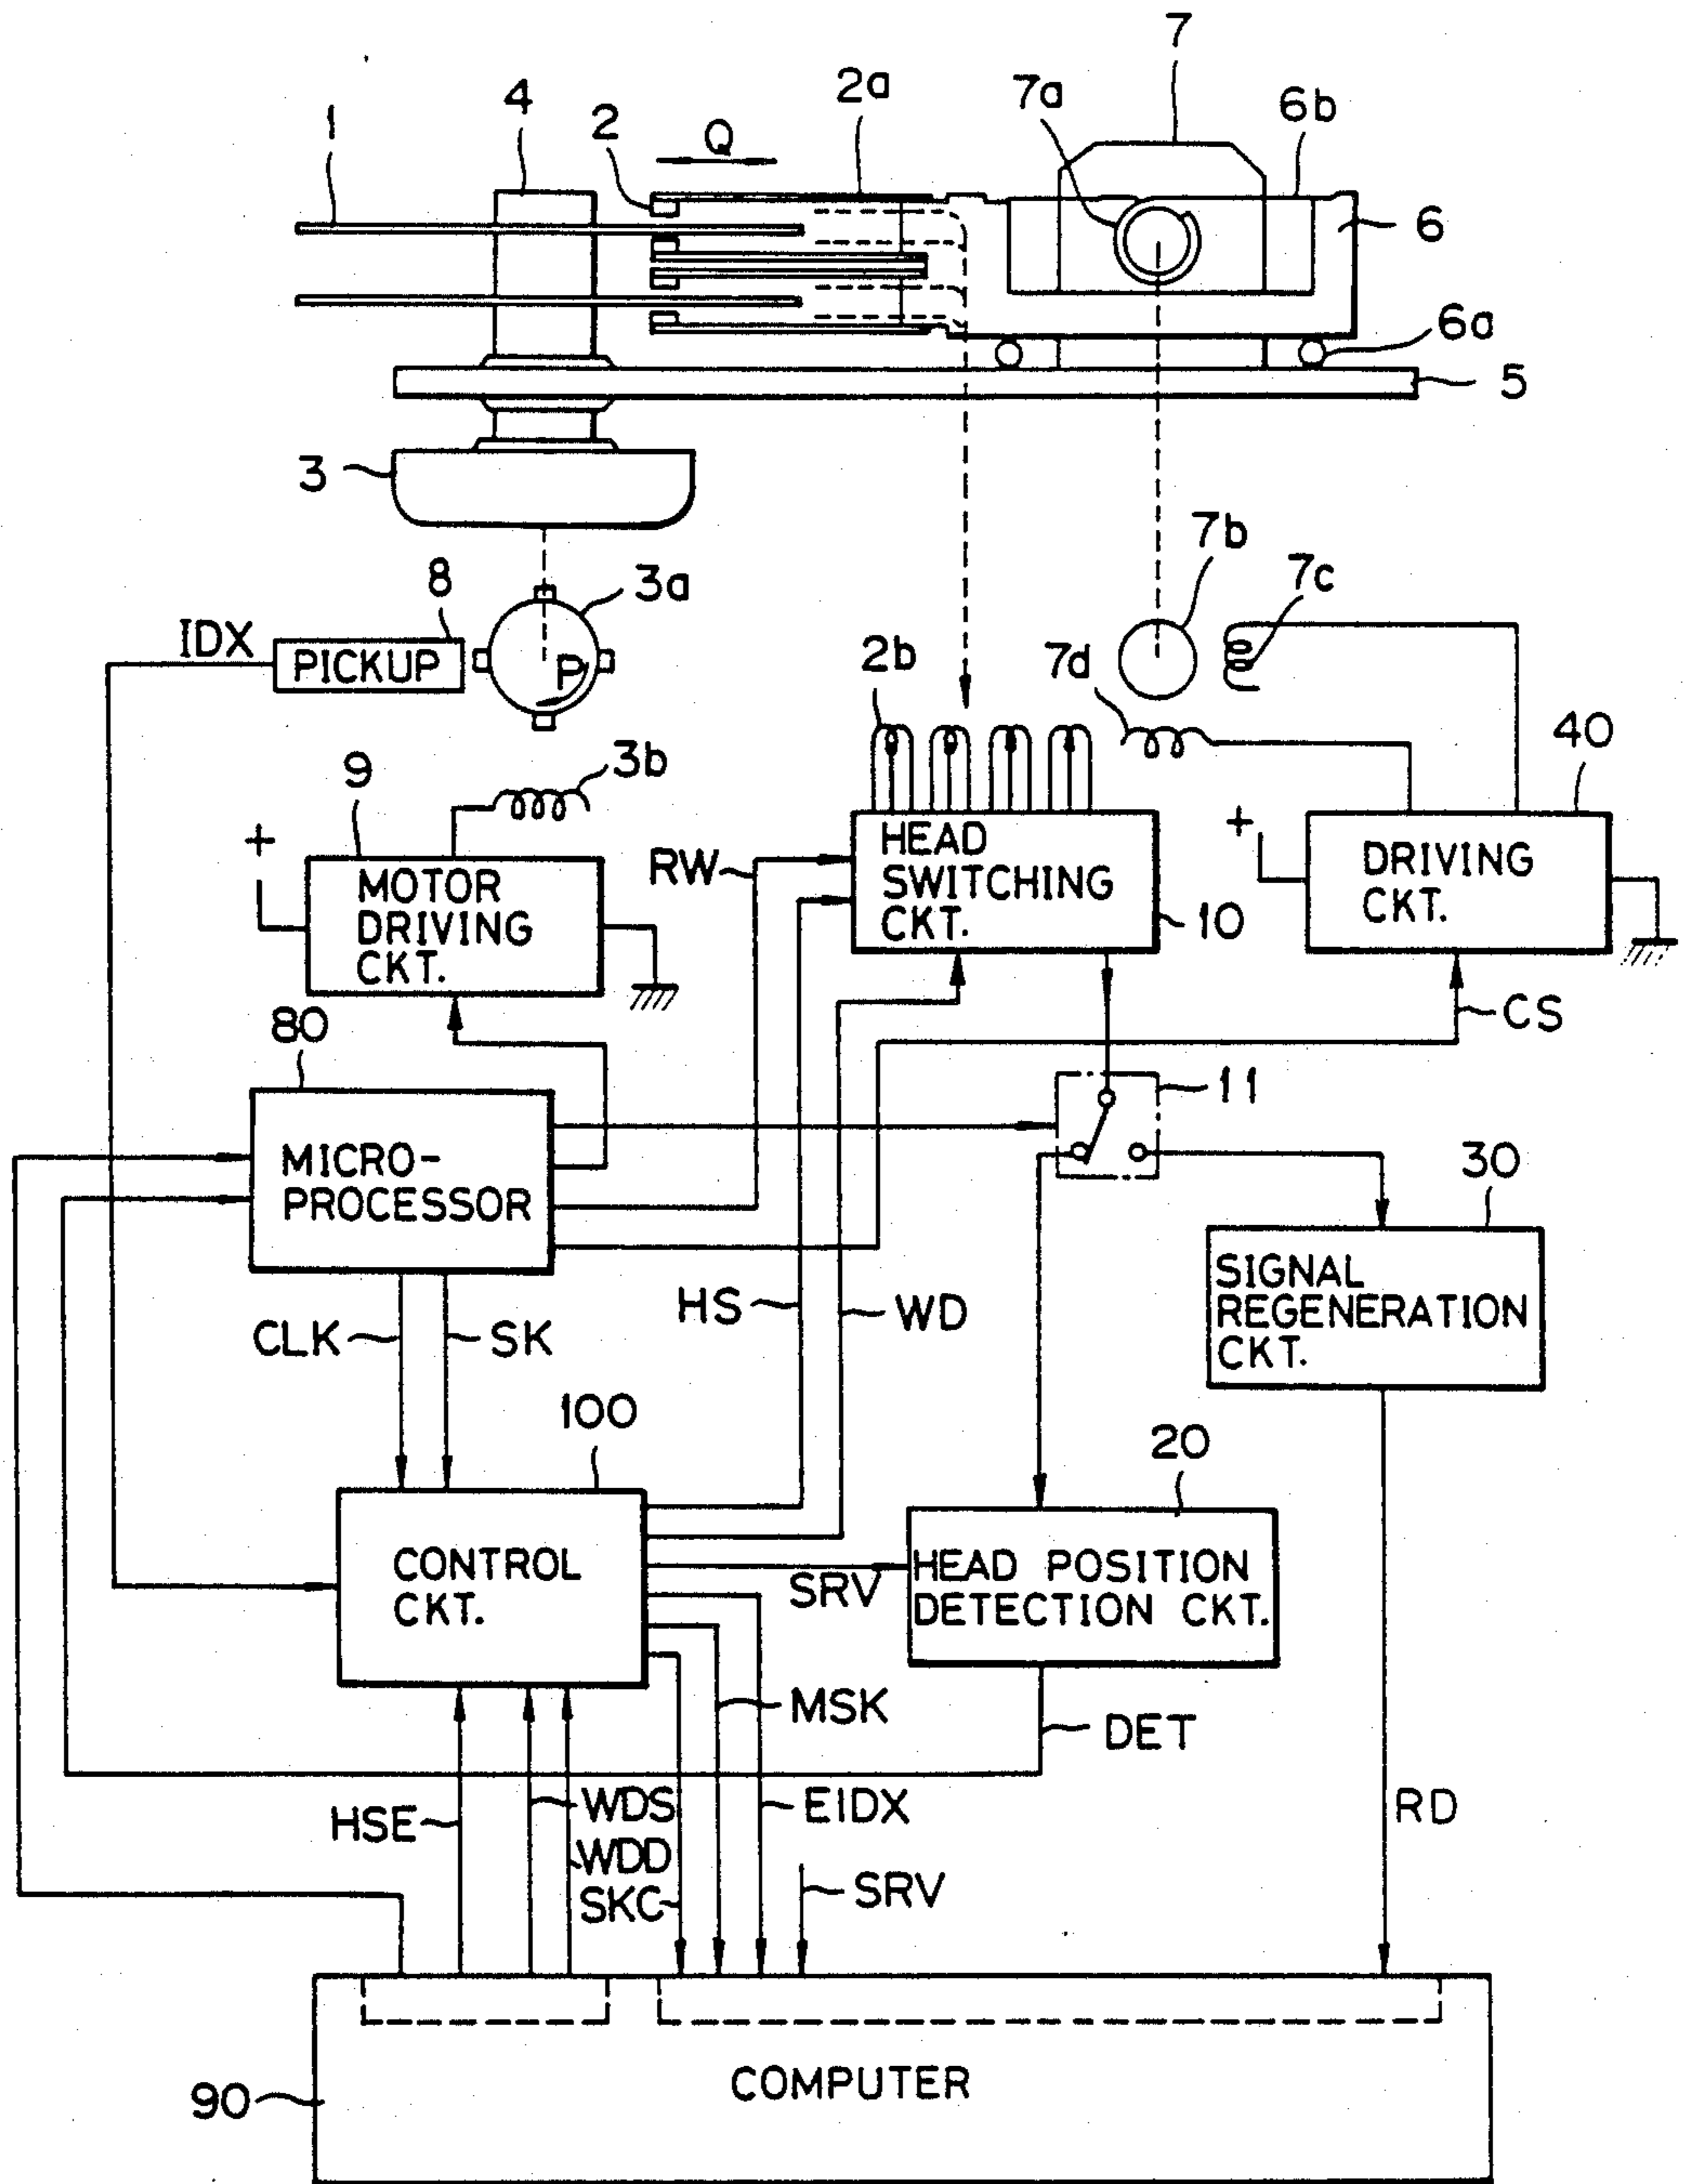 7
7a
2a
6b
4
2
1
Q
6
6a
5
3
7b
7c
3a
8
IDX
PICKUP
P
2b
7d
40
3b
9
+
+
HEAD
SWITCHING
CKT.
DRIVING
CKT.
RW
MOTOR
DRIVING
CKT.
10
80
CS
11
MICRO-
PROCESSOR
30
SIGNAL
REGENERATION
CKT.
HS
WD
CLK
SK
100
20
CONTROL
CKT.
HEAD POSITION
DETECTION CKT.
SRV
MSK
DET
WDS
EIDX
RD
HSE
WDD
SKC
SRV
COMPUTER
90